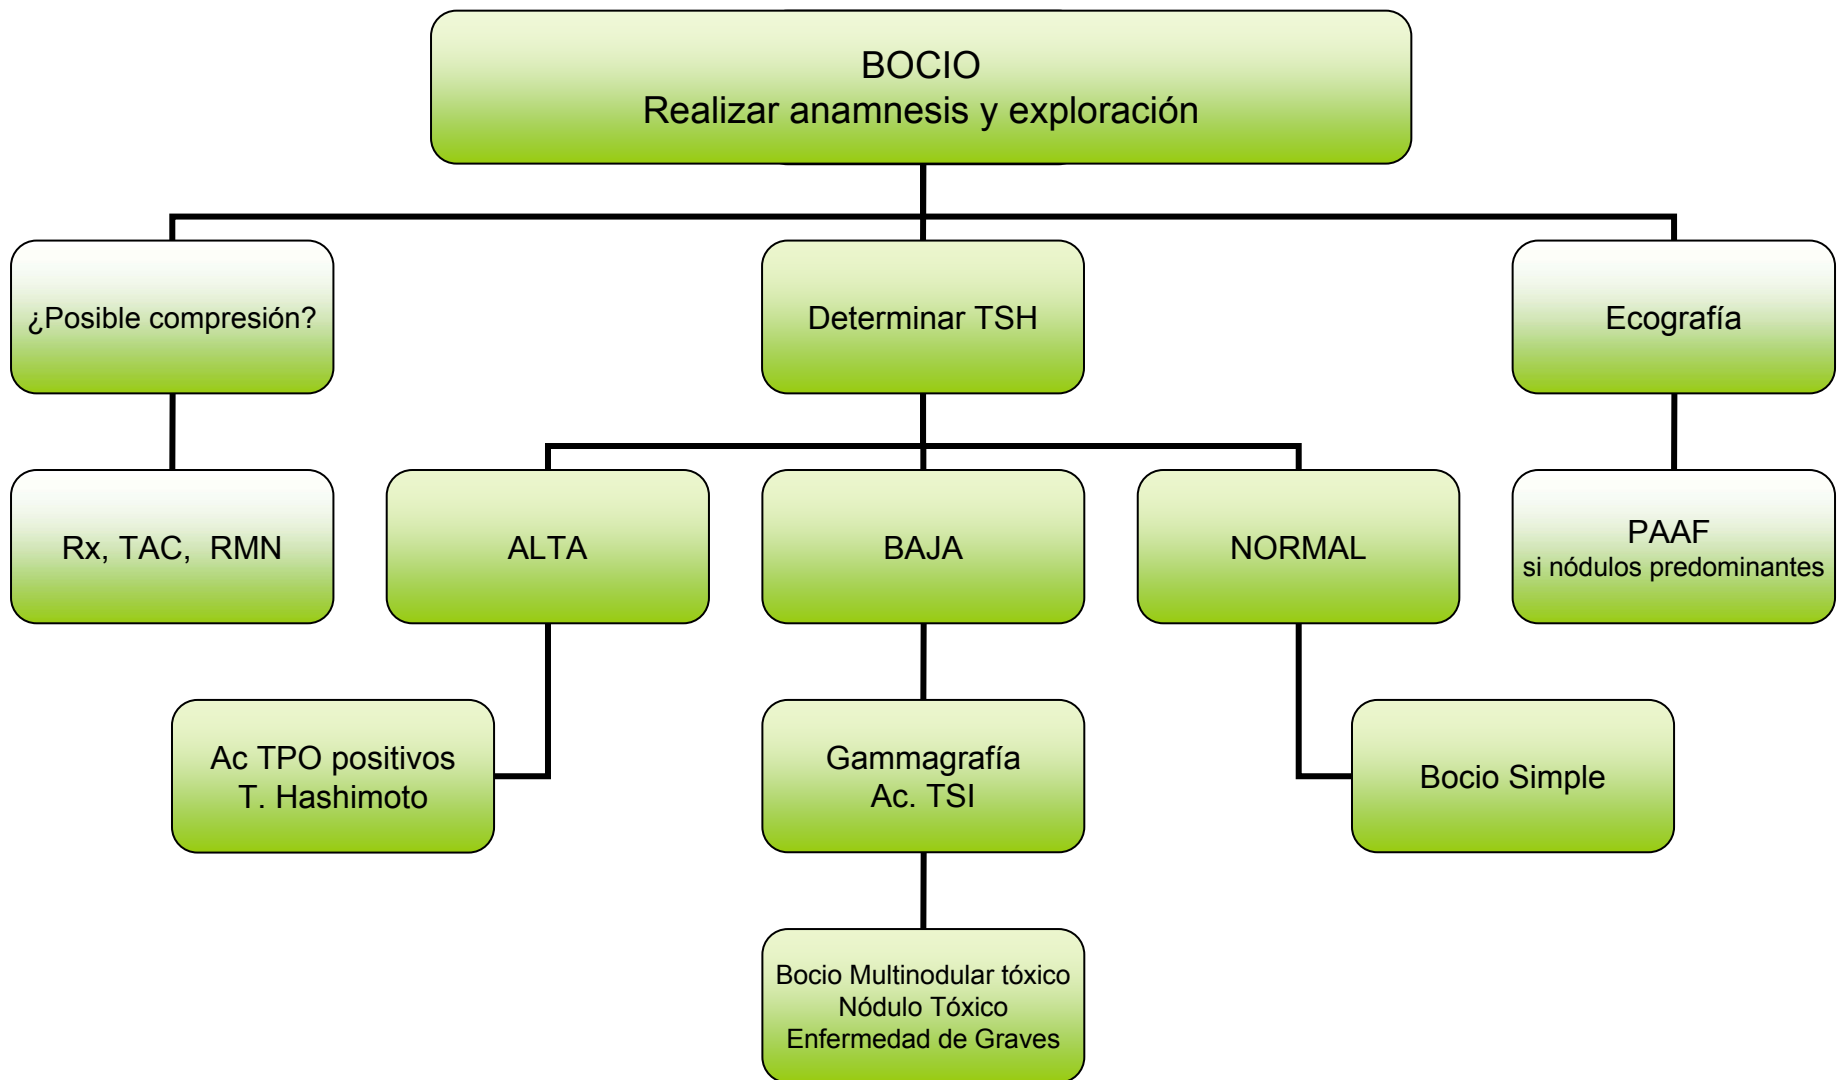 BOCIO
Realizar anamnesis y exploración
¿Posible compresión?
Determinar TSH
Ecografía
Rx, TAC, RMN
ALTA
BAJA
NORMAL
PAAF
si nódulos predominantes
Ac TPO positivos
T. Hashimoto
Gammagrafía
Ac. TSI
Bocio Simple
Bocio Multinodular tóxico
Nódulo Tóxico
Enfermedad de Graves